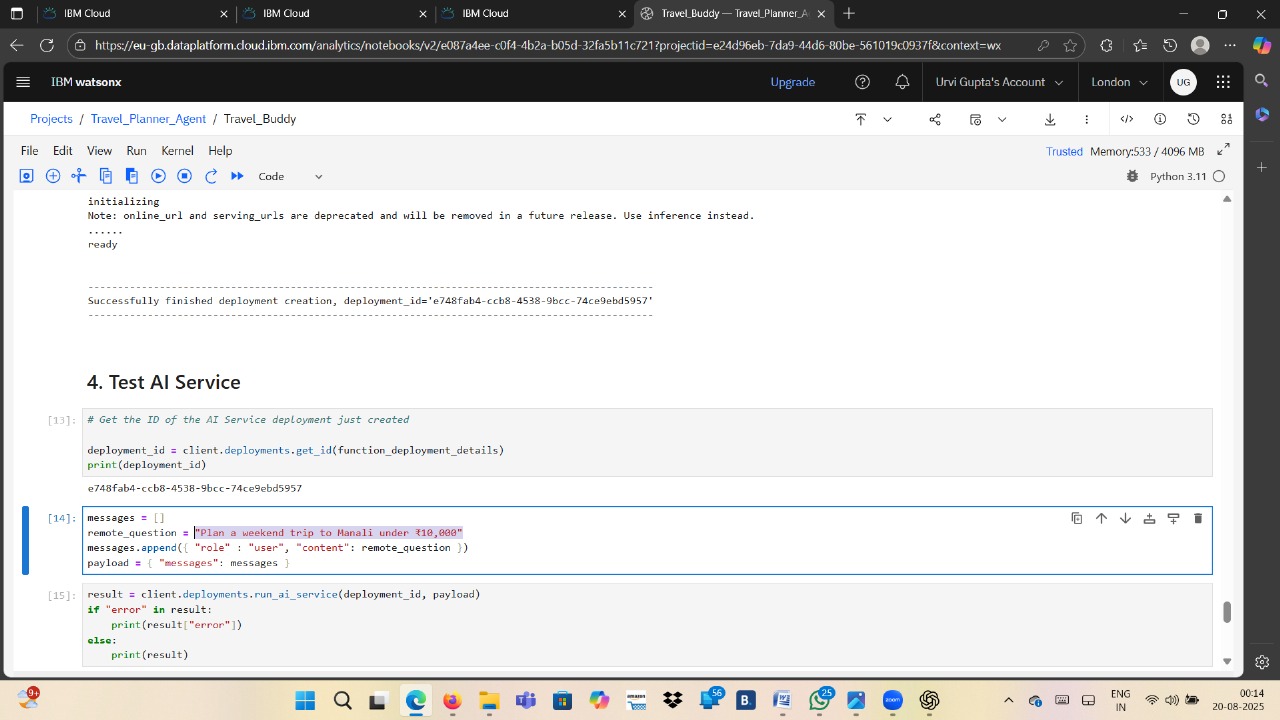 IBM Cloud
IBM Cloud
IBM Cloud
Travel_Buddy — Travel_Planner_A
https://eu-gb.dataplatform.cloud.ibm.com/analytics/notebooks/v2/e087a4ee-c0f4-4b2a-b05d-32fa5b11c721?projectid=e24d96eb-7da9-44d6-80be-561019c0937f&context=wx
IBM watsonx
Upgrade
Urvi Gupta's Account
London
UG
Projects / Travel_Planner_Agent / Travel_Buddy
File Edit View Run Kernel Help
Trusted Memory:533 / 4096 MB
Code
Python 3.11
initializing
Note: online_url and serving_urls are deprecated and will be removed in a future release. Use inference instead.
......
ready
-----------------------------------------------------------------------------------------------
Successfully finished deployment creation, deployment_id='e748fab4-ccb8-4538-9bcc-74ce9ebd5957'
-----------------------------------------------------------------------------------------------
4. Test AI Service
[13]: # Get the ID of the AI Service deployment just created
deployment_id = client.deployments.get_id(function_deployment_details)
print(deployment_id)
e748fab4-ccb8-4538-9bcc-74ce9ebd5957
[14]: messages = []
remote_question = "Plan a weekend trip to Manali under ₹10,000"
messages.append({ "role" : "user", "content": remote_question })
payload = { "messages": messages }
[15]: result = client.deployments.run_ai_service(deployment_id, payload)
if "error" in result:
print(result["error"])
else:
print(result)
9+
amazon
56
B.
25
zoom
ENG
IN
00:14
20-08-2025